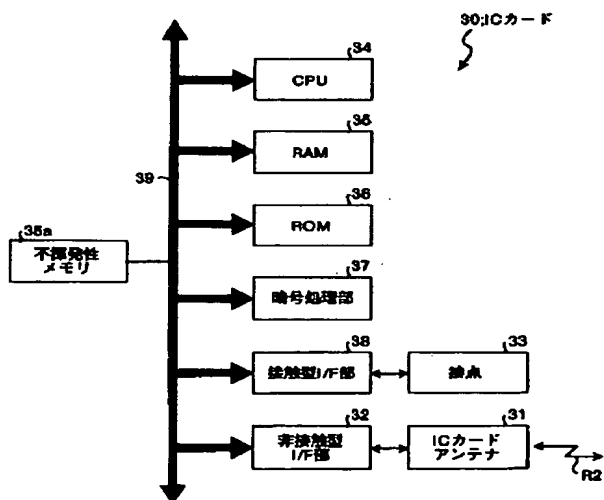 30;ICカード
34
CPU
35
RAM
39
36
ROM
35a
不揮発性
メモリ
37
暗号処理部
38
接触型I/F部
33
接点
32
非接触型
I/F部
31
ICカード
アンテナ
R2